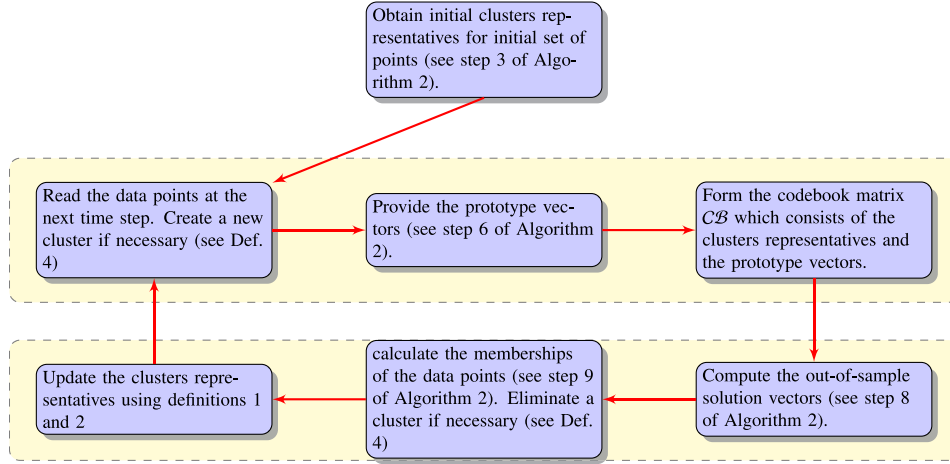 Obtain initial clusters rep-
resentatives for initial set of
points (see step 3 of Algo-
rithm 2).
Read the data points at the
next time step. Create a new
cluster if necessary (see Def.
4)
Provide the prototype vec-
tors (see step 6 of Algorithm
2).
Form the codebook matrix
𝒞ℬ which consists of the
clusters representatives and
the prototype vectors.
Update the clusters repre-
sentatives using definitions 1
and 2
calculate the memberships
of the data points (see step 9
of Algorithm 2). Eliminate a
cluster if necessary (see Def.
4)
Compute the out-of-sample
solution vectors (see step 8
of Algorithm 2).